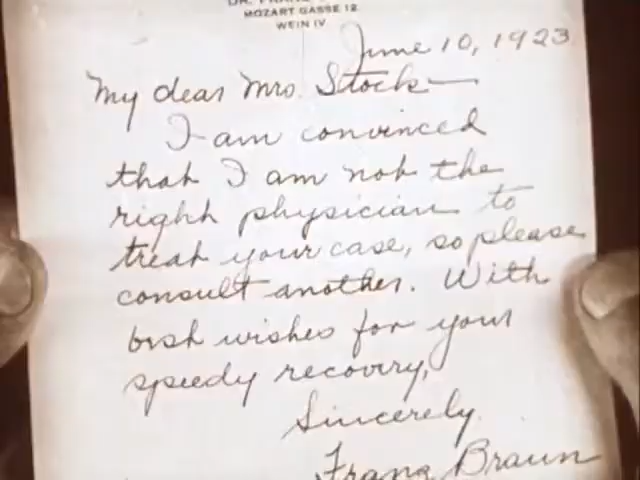 MOZART GASSE 12
WEIN IV
June 10, 1923
My dear Mrs. Stock—
I am convinced
that I am not the
right physician to
treat your case, so please
consult another. With
best wishes for your
speedy recovery,
Sincerely
Franz Braun